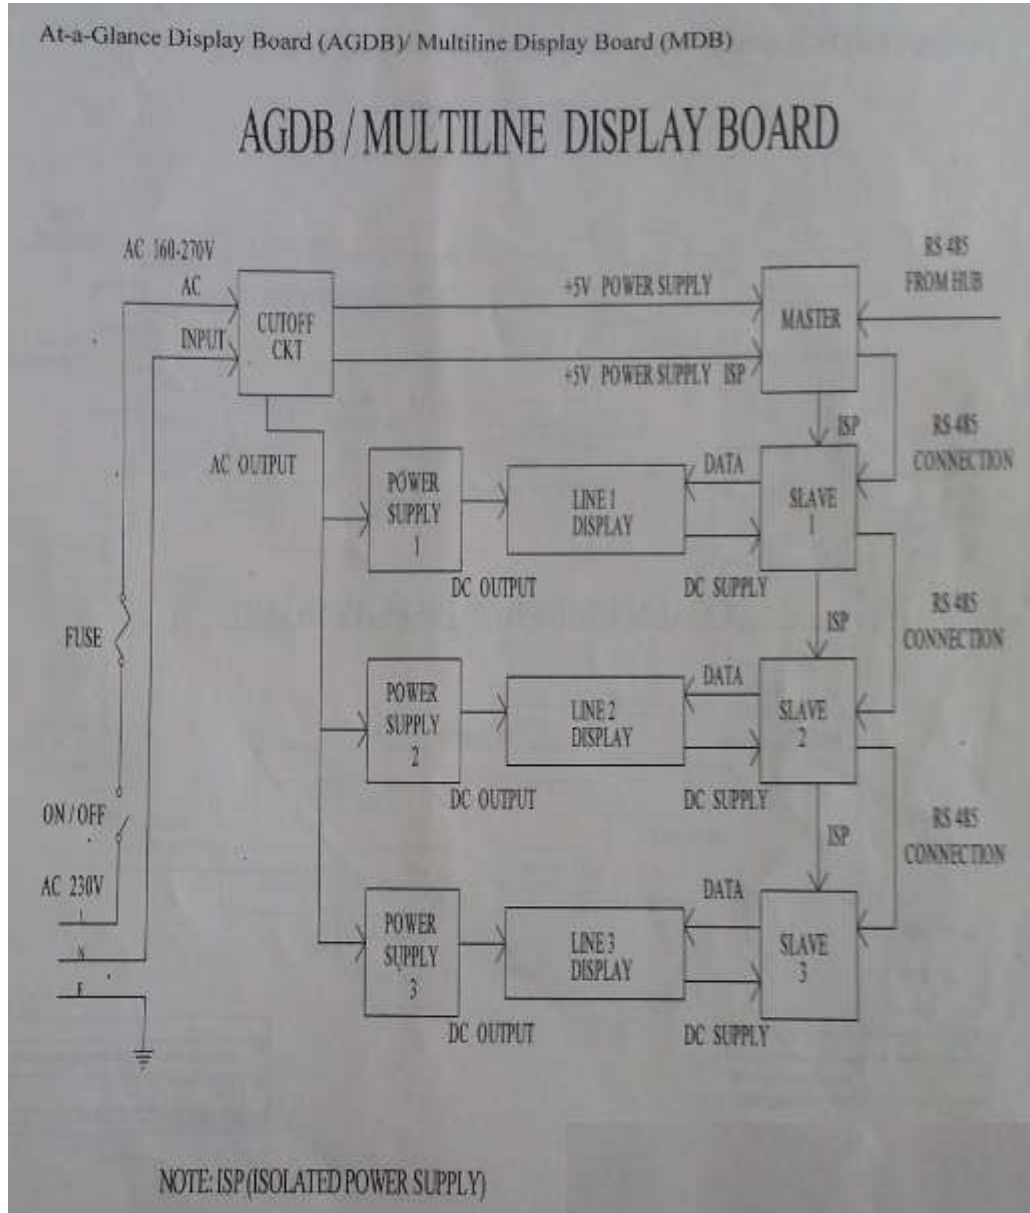 At-a-Glance Display Board (AGDB)/ Multiline Display Board (MDB)
AGDB / MULTILINE DISPLAY BOARD
AC 160-270V
AC
INPUT
CUTOFF
CKT
+5V POWER SUPPLY
+5V POWER SUPPLY ISP
MASTER
RS 485
FROM HUB
ISP
RS 485
CONNECTION
AC OUTPUT
POWER
SUPPLY
1
LINE 1
DISPLAY
DATA
SLAVE
1
DC OUTPUT
DC SUPPLY
ISP
RS 485
CONNECTION
FUSE
POWER
SUPPLY
2
LINE 2
DISPLAY
DATA
SLAVE
2
DC OUTPUT
DC SUPPLY
ISP
RS 485
CONNECTION
ON / OFF
AC 230V
N
POWER
SUPPLY
3
LINE 3
DISPLAY
DATA
SLAVE
3
DC OUTPUT
DC SUPPLY
NOTE: ISP (ISOLATED POWER SUPPLY)